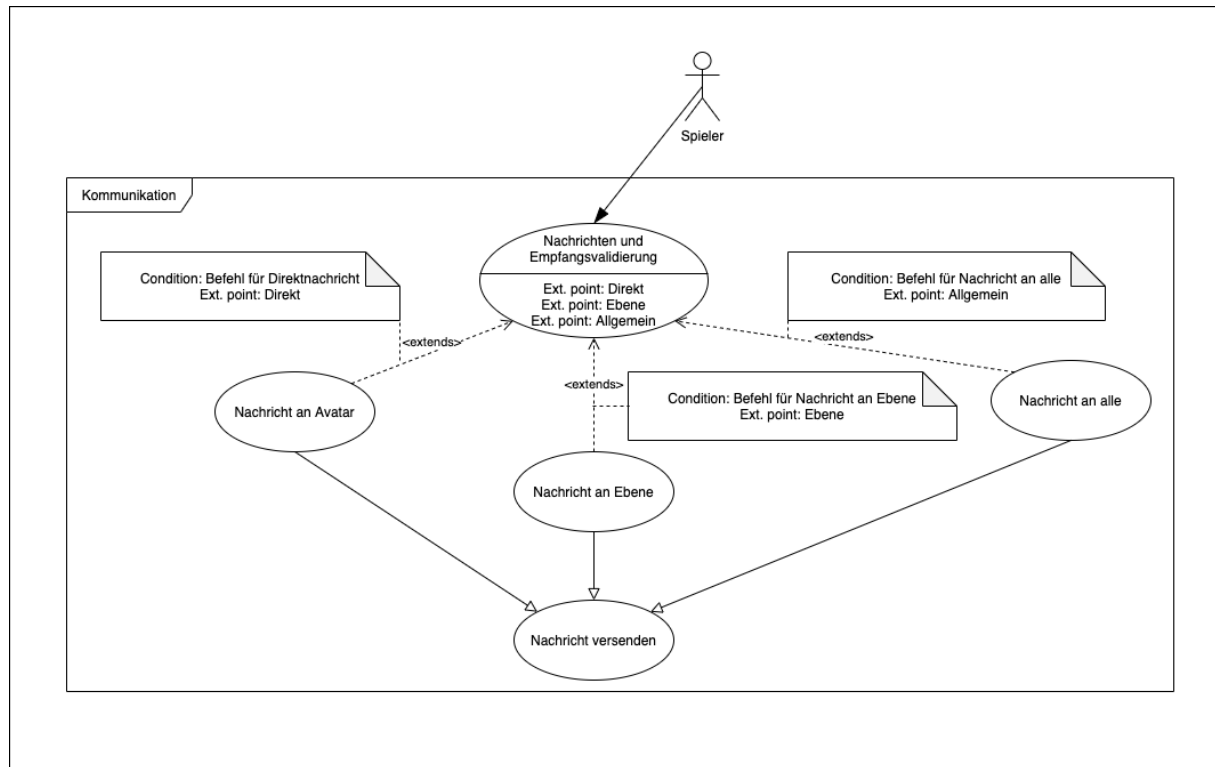 Spieler
Kommunikation
Nachrichten und
Empfangsvalidierung
Ext. point: Direkt
Ext. point: Ebene
Ext. point: Allgemein
Condition: Befehl für Direktnachricht
Ext. point: Direkt
Condition: Befehl für Nachricht an alle
Ext. point: Allgemein
<extends>
<extends>
<extends>
Condition: Befehl für Nachricht an Ebene
Ext. point: Ebene
Nachricht an Avatar
Nachricht an alle
Nachricht an Ebene
Nachricht versenden